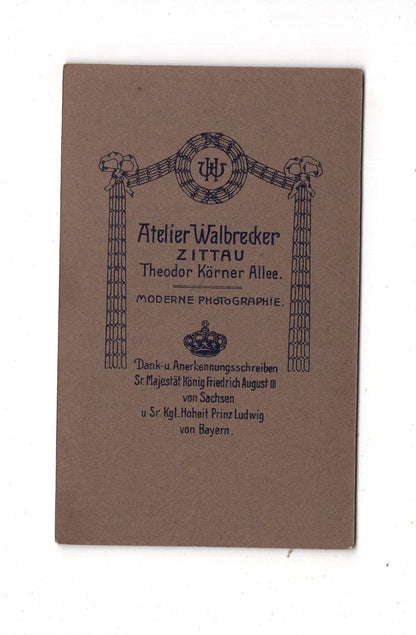 WH
Atelier Walbrecker
ZITTAU
Theodor Körner Allee.
MODERNE PHOTOGRAPHIE.
Dank-u. Anerkennungsschreiben
Sr. Majestät König Friedrich August III
von Sachsen
u Sr. Kgl. Hoheit Prinz Ludwig
von Bayern.